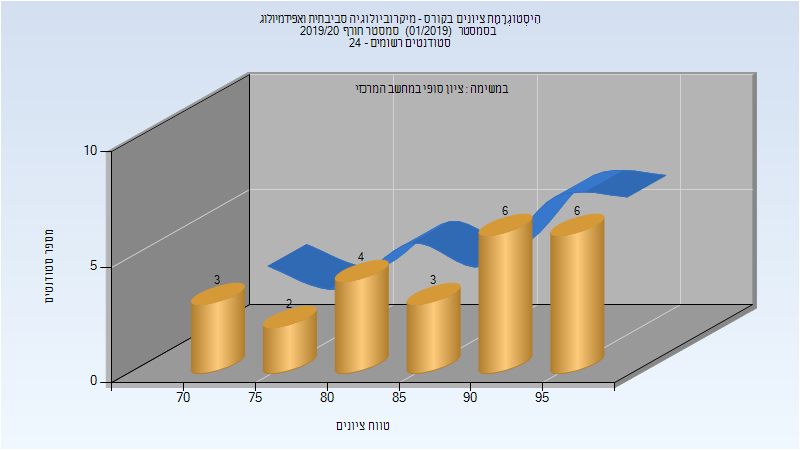 היסטוגרמת ציונים בקורס - מיקרוביולוגיה סביבתית ואפידמיולוג
בסמסטר (01/2019) סמסטר חורף 2019/20
סטודנטים רשומים - 24
במשימה : ציון סופי במחשב המרכזי
מספר סטודנטים
10
5
0
3
2
4
3
6
6
70
75
80
85
90
95
טווח ציונים